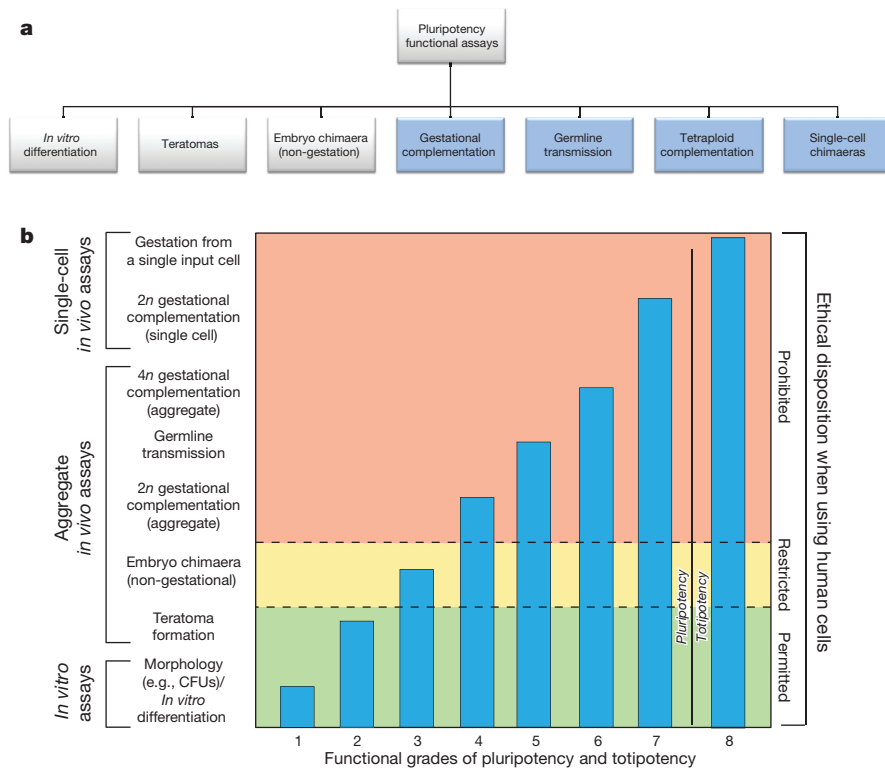 a
Pluripotency
functional assays
In vitro
differentiation
Teratomas
Embryo chimaera
(non-gestation)
Gestational
complementation
Germline
transmission
Tetraploid
complementation
Single-cell
chimaeras
b
Single-cell
in vivo assays
Gestation from
a single input cell
2n gestational
complementation
(single cell)
Aggregate
in vivo assays
4n gestational
complementation
(aggregate)
Germline
transmission
2n gestational
complementation
(aggregate)
Embryo chimaera
(non-gestational)
Teratoma
formation
In vitro
assays
Morphology
(e.g., CFUs)/
In vitro
differentiation
Pluripotency
Totipotency
Prohibited
Restricted
Permitted
Ethical disposition when using human cells
1 2 3 4 5 6 7 8
Functional grades of pluripotency and totipotency